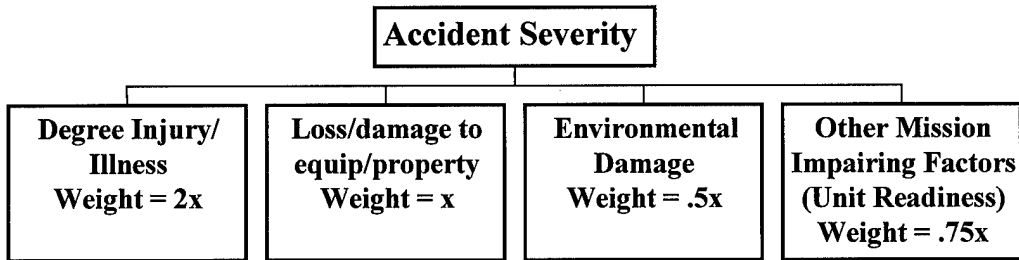 Accident Severity
Degree Injury/
Illness
Weight = 2x
Loss/damage to
equip/property
Weight = x
Environmental
Damage
Weight = .5x
Other Mission
Impairing Factors
(Unit Readiness)
Weight = .75x